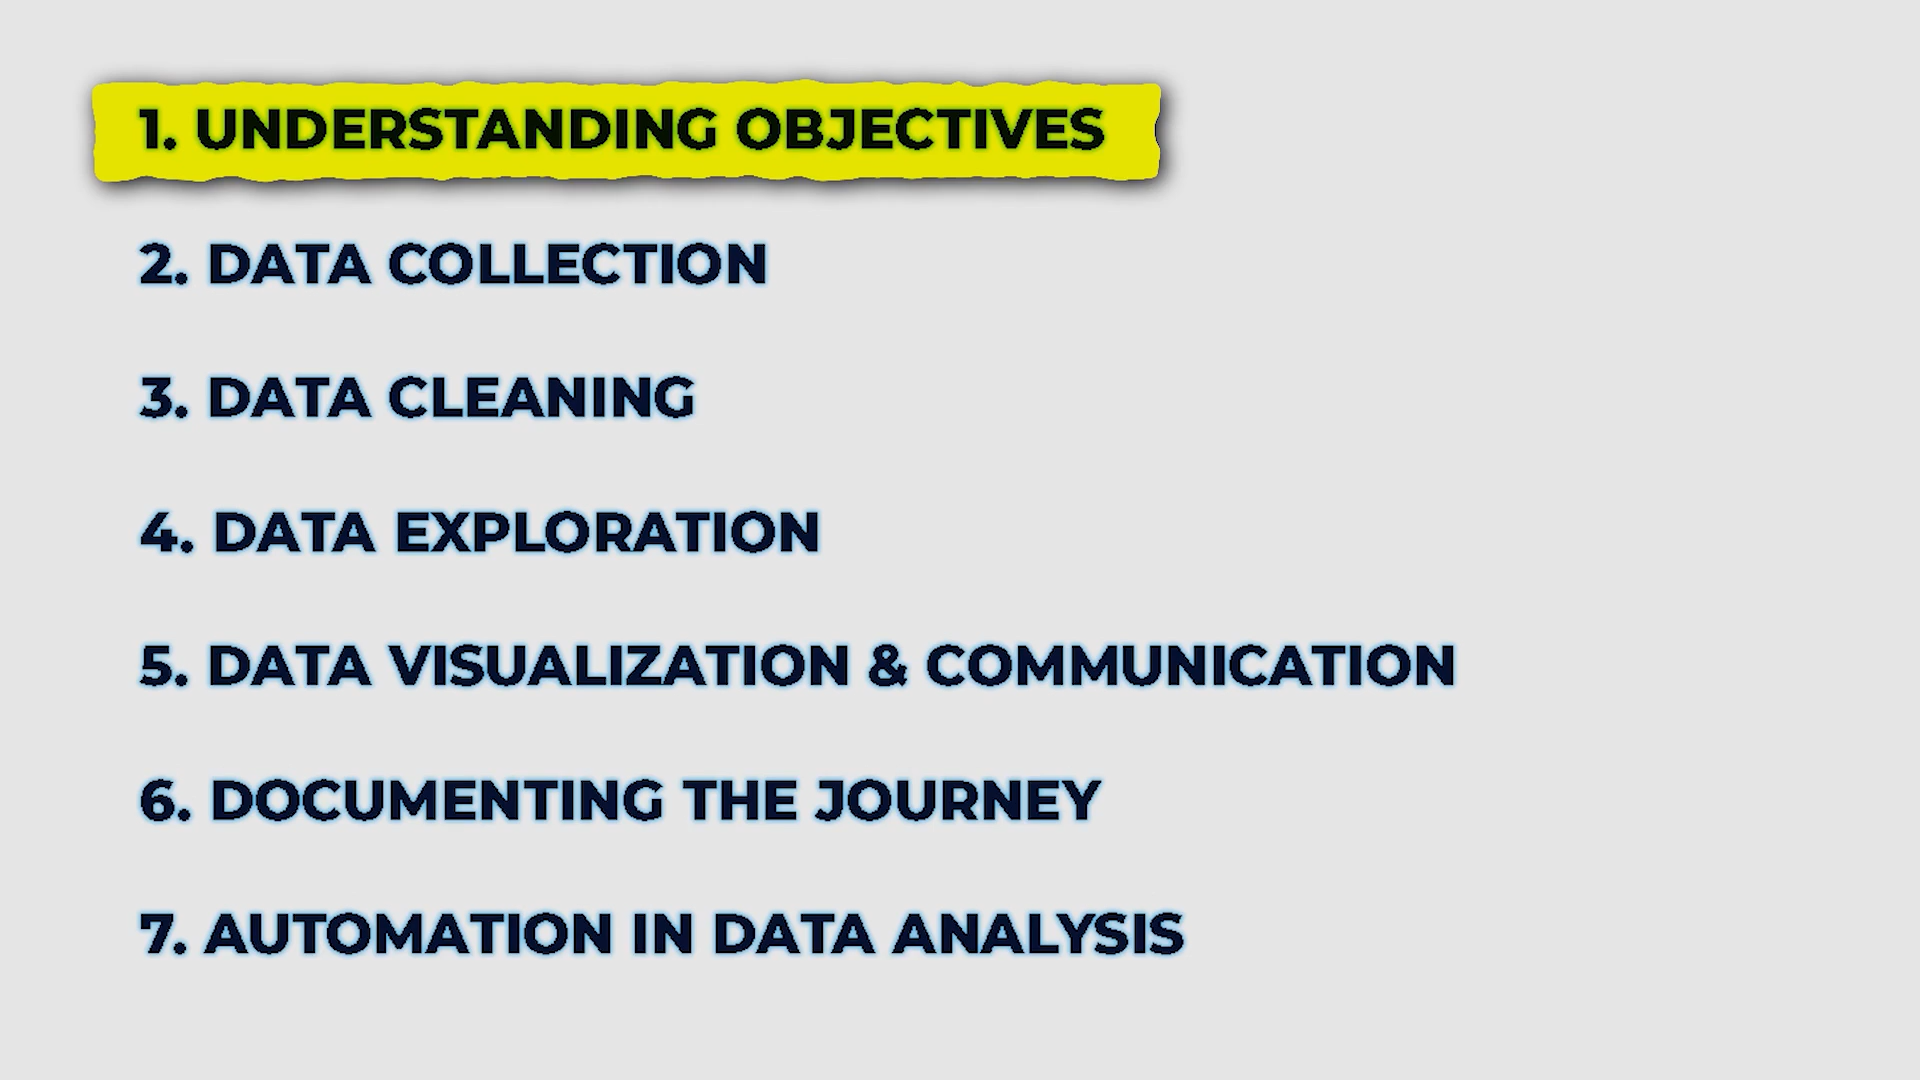 1. UNDERSTANDING OBJECTIVES
2. DATA COLLECTION
3. DATA CLEANING
4. DATA EXPLORATION
5. DATA VISUALIZATION & COMMUNICATION
6. DOCUMENTING THE JOURNEY
7. AUTOMATION IN DATA ANALYSIS